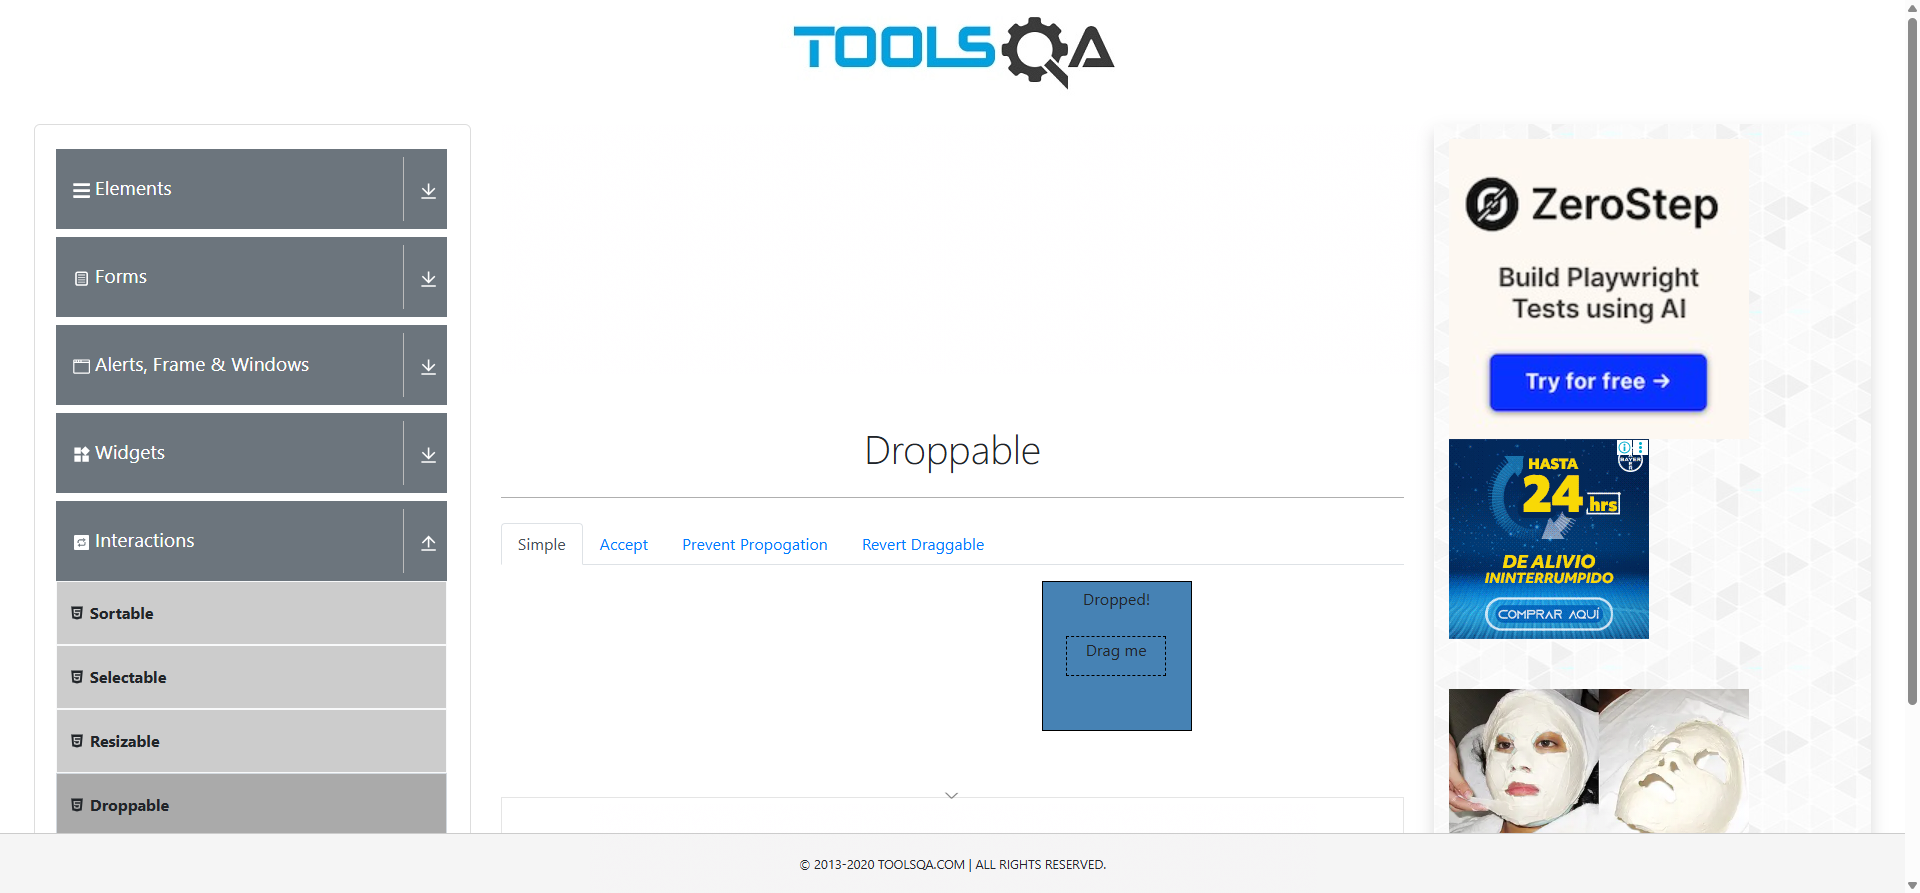 TOOLSQA
Elements
Forms
Alerts, Frame & Windows
Widgets
Interactions
Sortable
Selectable
Resizable
Droppable
Droppable
Simple
Accept
Prevent Propogation
Revert Draggable
Dropped!
Drag me
ZeroStep
Build Playwright
Tests using AI
Try for free →
HASTA
24 hrs
BAYER
DE ALIVIO
ININTERRUMPIDO
COMPRAR AQUÍ
© 2013-2020 TOOLSQA.COM | ALL RIGHTS RESERVED.